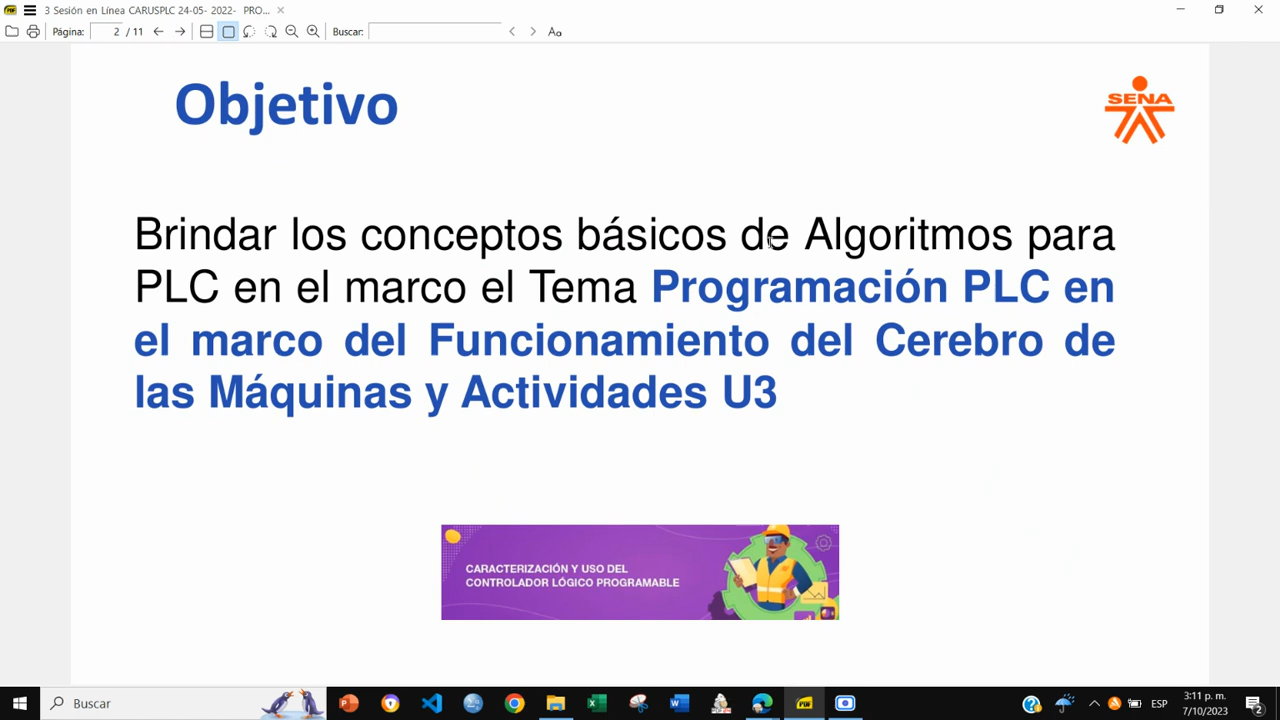 3 Sesión en Línea CARUSPLC 24-05- 2022- PRO...
Página: 2 / 11 Buscar: Aa
Objetivo
SENA
Brindar los conceptos básicos de Algoritmos para
PLC en el marco el Tema Programación PLC en
el marco del Funcionamiento del Cerebro de
las Máquinas y Actividades U3
CARACTERIZACIÓN Y USO DEL
CONTROLADOR LÓGICO PROGRAMABLE
Buscar
ESP
3:11 p. m.
7/10/2023
2